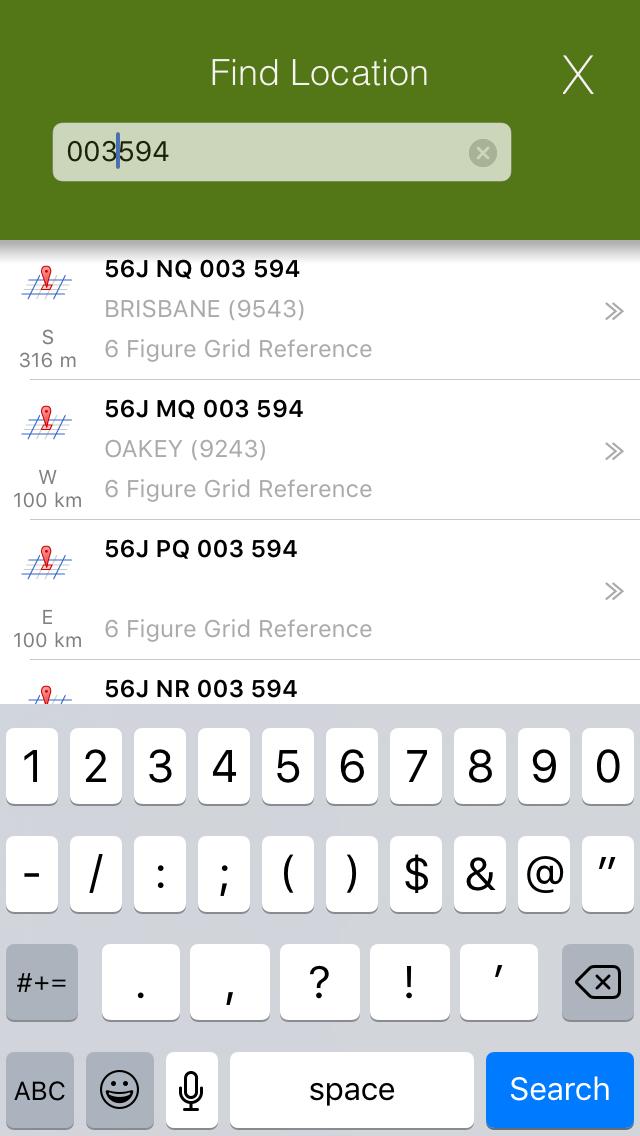 Find Location
X
003594
56J NQ 003 594
BRISBANE (9543)
6 Figure Grid Reference
S
316 m
56J MQ 003 594
OAKEY (9243)
6 Figure Grid Reference
W
100 km
56J PQ 003 594
6 Figure Grid Reference
E
100 km
56J NR 003 594
1 2 3 4 5 6 7 8 9 0
- / : ; ( ) $ & @ "
#+= . , ? ! '
ABC space Search